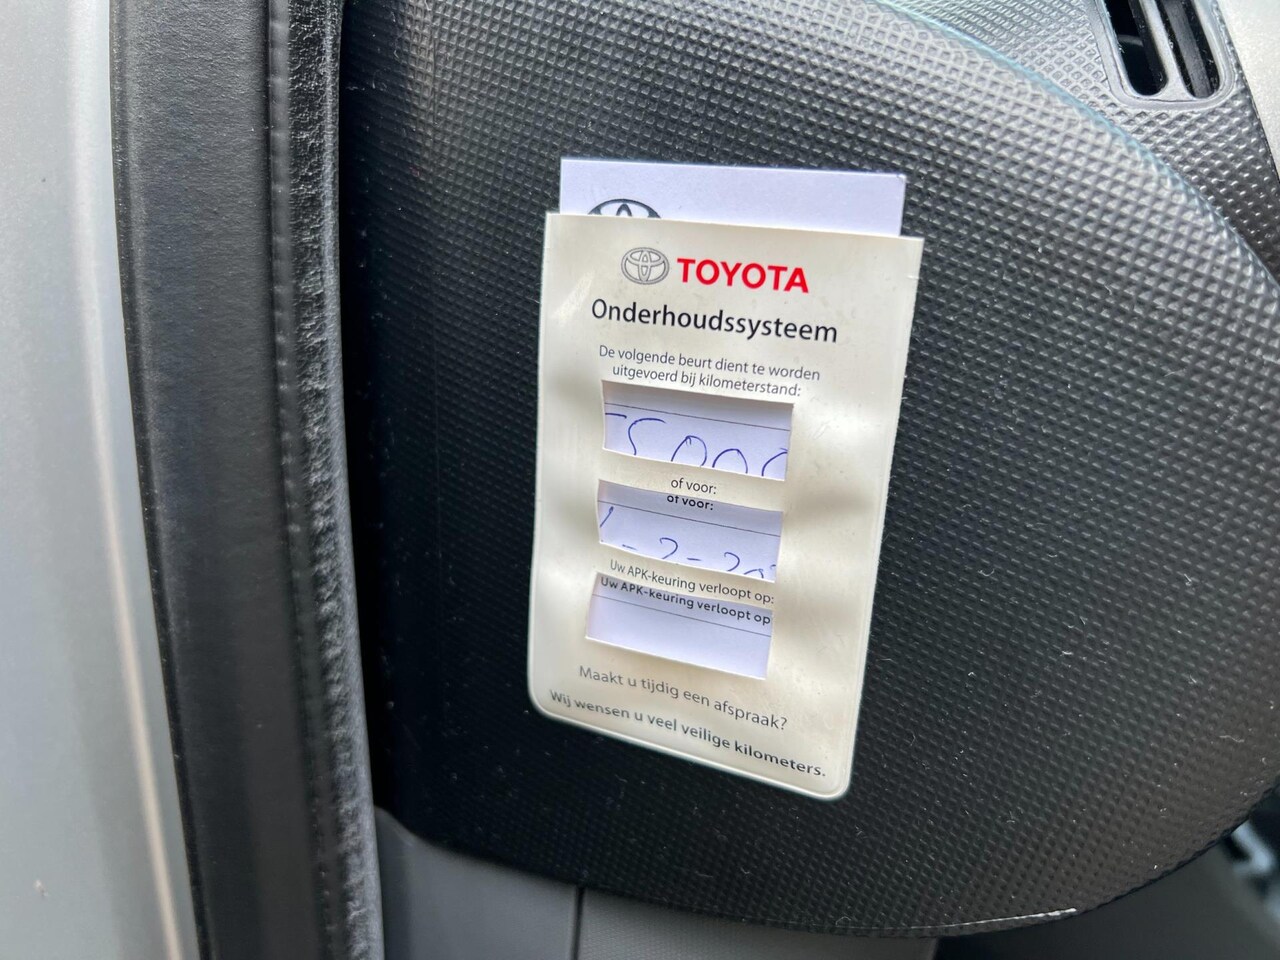 TOYOTA
Onderhoudssysteem
De volgende beurt dient te worden
uitgevoerd bij kilometerstand:
of voor:
of voor:
Uw APK-keuring verloopt op:
Uw APK-keuring verloopt op
Maakt u tijdig een afspraak?
Wij wensen u veel veilige kilometers.